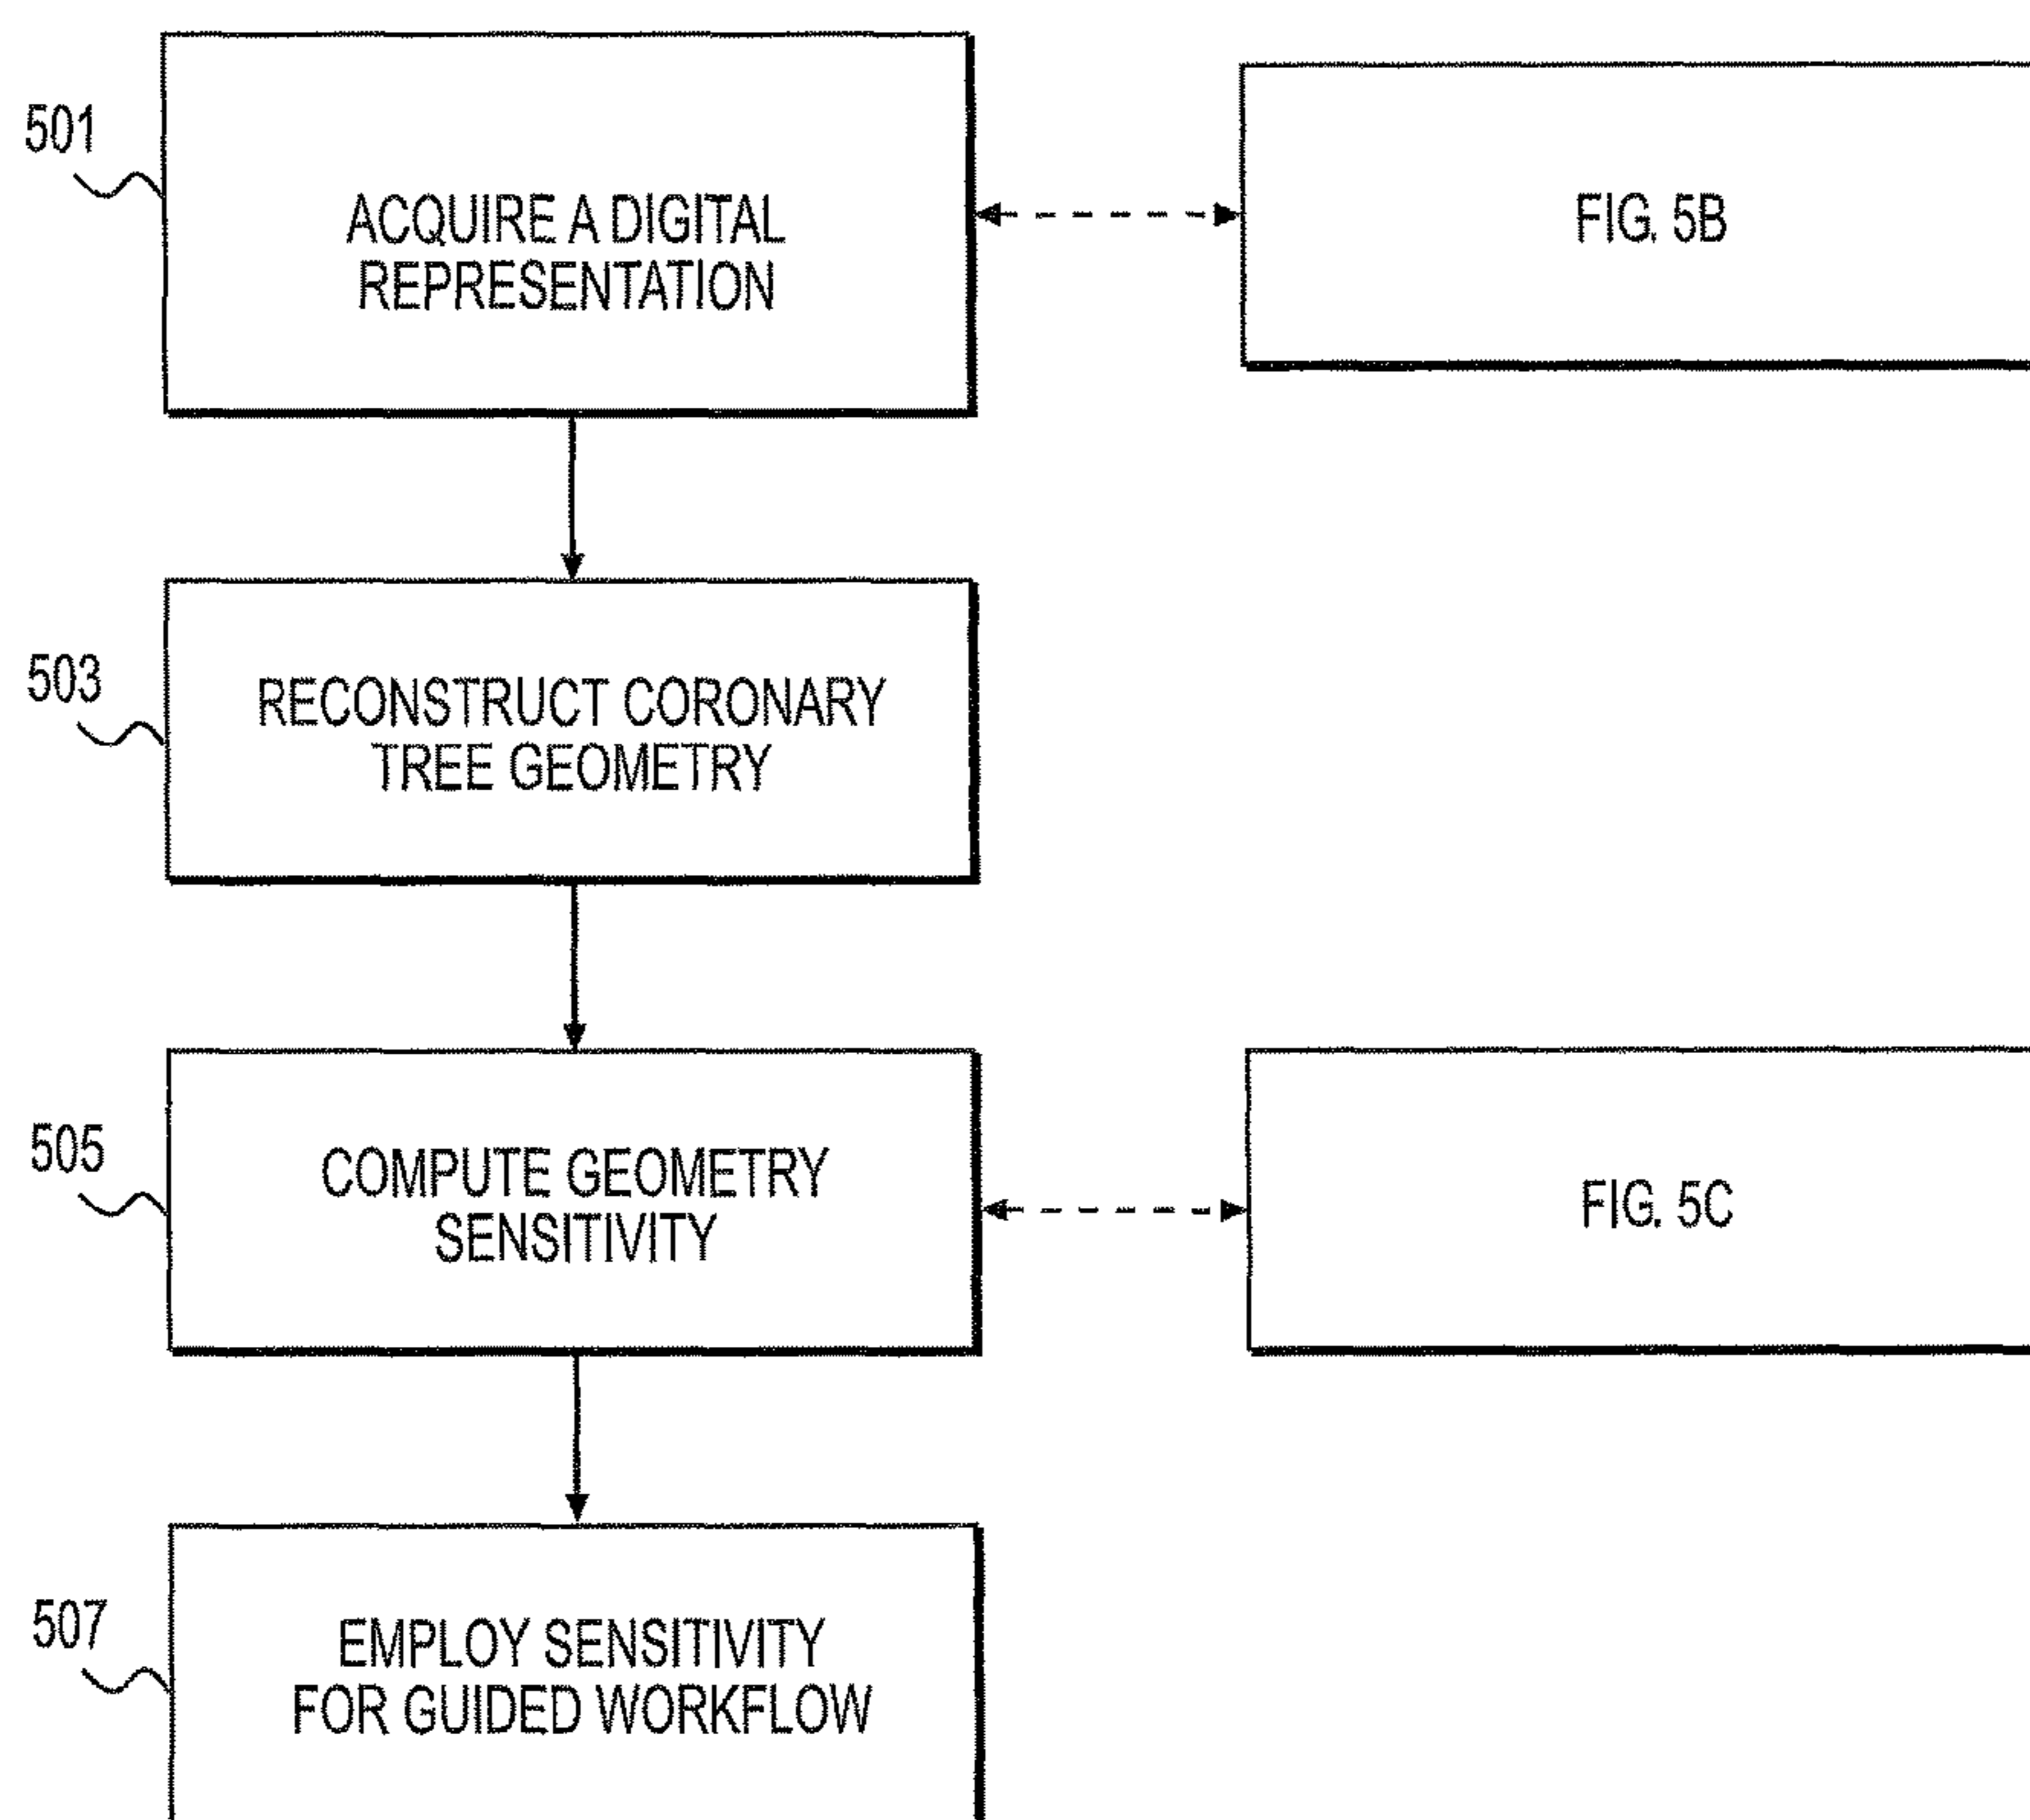 501
ACQUIRE A DIGITAL
REPRESENTATION
FIG. 5B
503
RECONSTRUCT CORONARY
TREE GEOMETRY
505
COMPUTE GEOMETRY
SENSITIVITY
FIG. 5C
507
EMPLOY SENSITIVITY
FOR GUIDED WORKFLOW